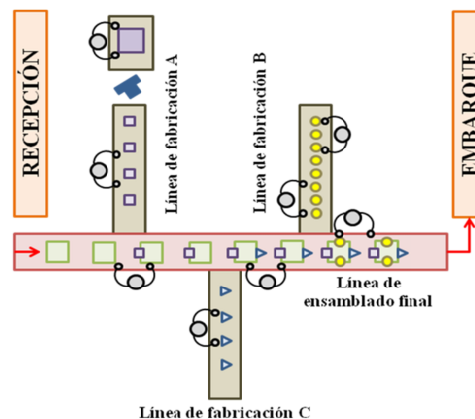 RECEPCIÓN
Línea de fabricación A
Línea de fabricación B
EMBARQUE
Línea de
ensamblado final
Línea de fabricación C